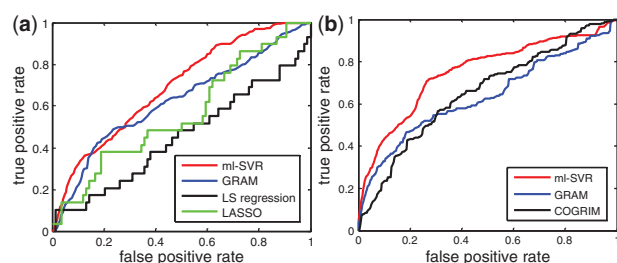 (a)
true positive rate
1
0.8
0.6
0.4
0.2
0
0 0.2 0.4 0.6 0.8 1
false positive rate
ml-SVR
GRAM
LS regression
LASSO
(b)
true positive rate
1
0.8
0.6
0.4
0.2
0
0 0.2 0.4 0.6 0.8 1
false positive rate
ml-SVR
GRAM
COGRIM